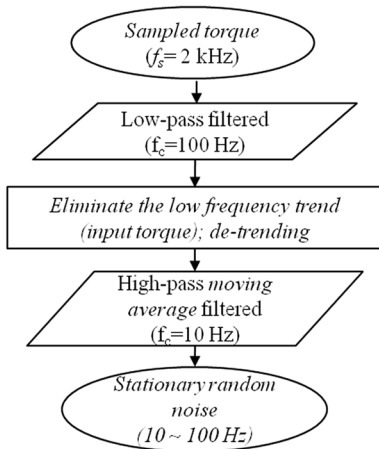 Sampled torque
(fs= 2 kHz)
Low-pass filtered
(fc=100 Hz)
Eliminate the low frequency trend
(input torque); de-trending
High-pass moving
average filtered
(fc=10 Hz)
Stationary random
noise
(10 ~ 100 Hz)